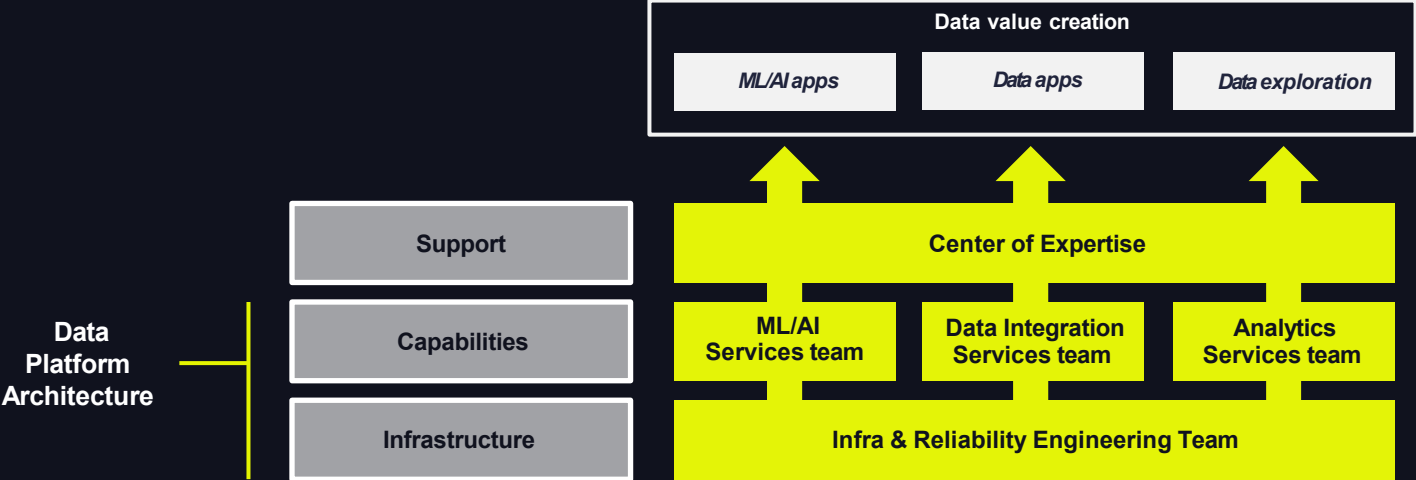 Data value creation
ML/AI apps
Data apps
Data exploration
Support
Center of Expertise
Data
Platform
Architecture
Capabilities
ML/AI
Services team
Data Integration
Services team
Analytics
Services team
Infrastructure
Infra & Reliability Engineering Team